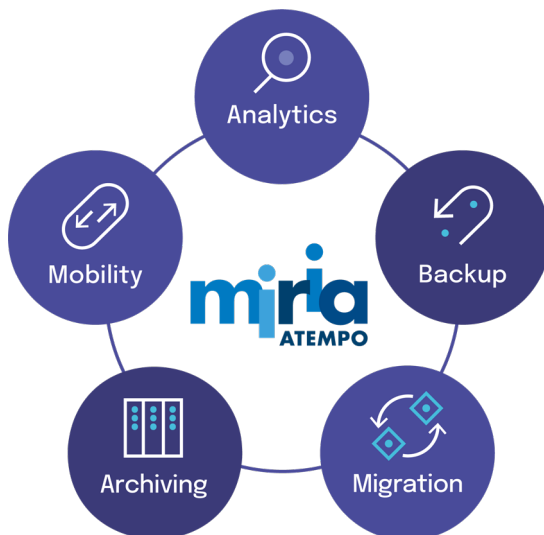 Analytics
Mobility
Backup
miria
ATEMPO
Archiving
Migration